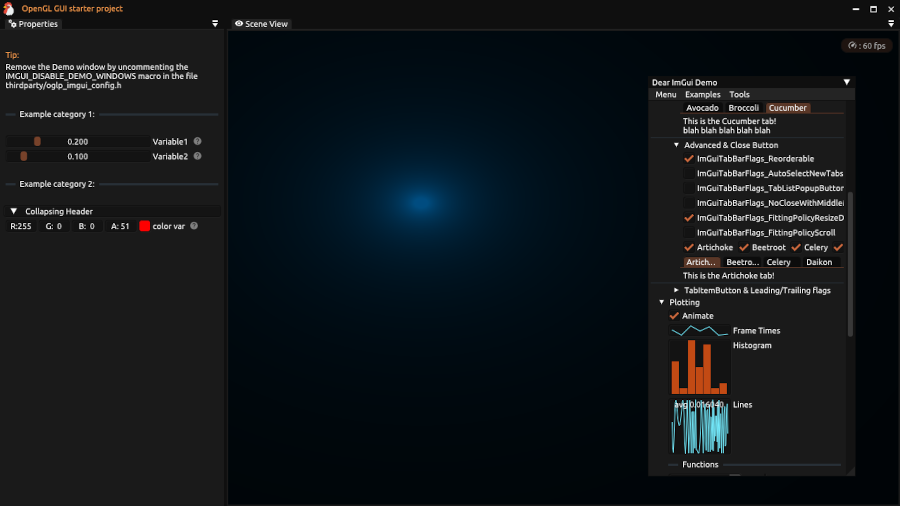 OpenGL GUI starter project
Properties
Tip:
Remove the Demo window by uncommenting the
IMGUI_DISABLE_DEMO_WINDOWS macro in the file
thirdparty/oglp_imgui_config.h
Example category 1:
0.200 Variable1 ?
0.100 Variable2 ?
Example category 2:
Collapsing Header
R:255 G: 0 B: 0 A: 51 color var ?
Scene View
: 60 fps
Dear ImGui Demo
Menu Examples Tools
Avocado Broccoli Cucumber
This is the Cucumber tab!
blah blah blah blah blah
Advanced & Close Button
ImGuiTabBarFlags_Reorderable
ImGuiTabBarFlags_AutoSelectNewTabs
ImGuiTabBarFlags_TabListPopupButton
ImGuiTabBarFlags_NoCloseWithMiddle
ImGuiTabBarFlags_FittingPolicyResizeD
ImGuiTabBarFlags_FittingPolicyScroll
Artichoke Beetroot Celery
Artich... Beetro... Celery Daikon
This is the Artichoke tab!
TabItemButton & Leading/Trailing flags
Plotting
Animate
Frame Times
Histogram
avg 0.016040 Lines
Functions